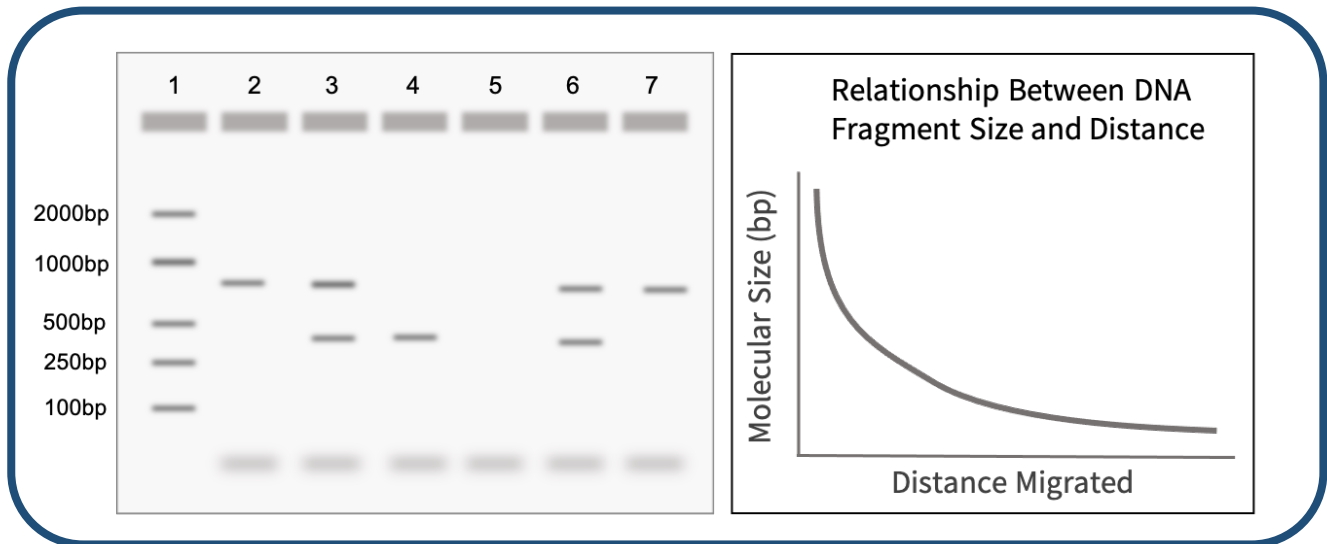 1 2 3 4 5 6 7
2000bp
1000bp
500bp
250bp
100bp
Relationship Between DNA
Fragment Size and Distance
Molecular Size (bp)
Distance Migrated